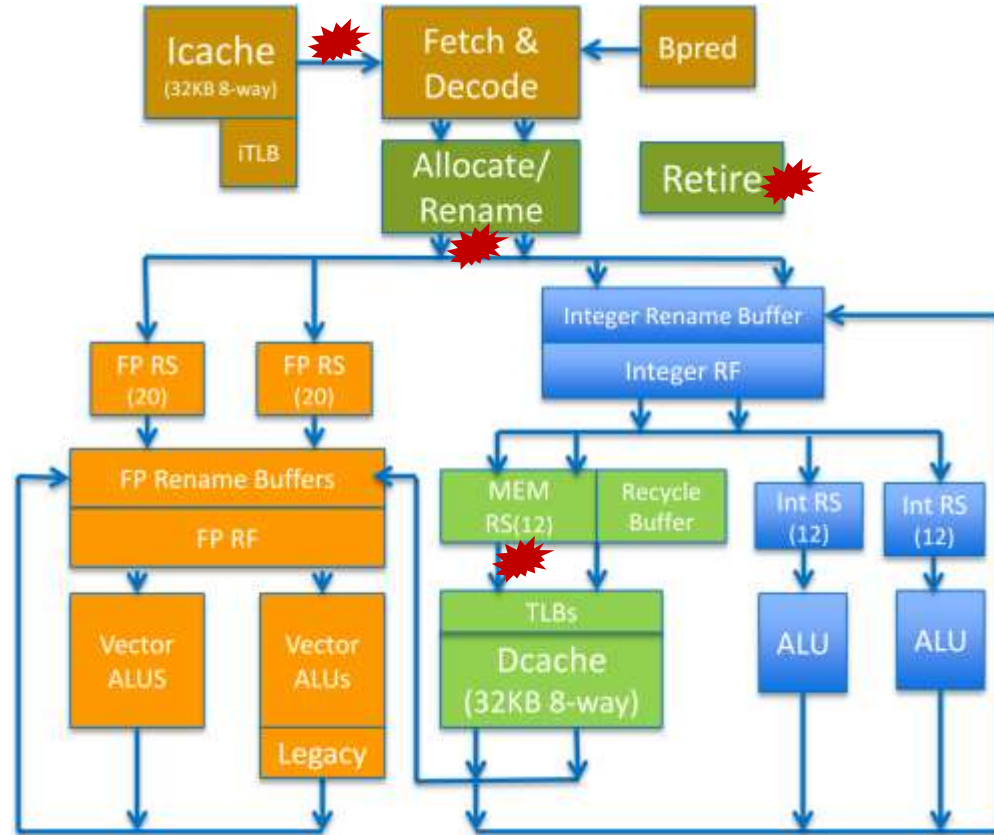 Icache
(32KB 8-way)
iTLB
Fetch &
Decode
Bpred
Allocate/
Rename
Retire
Integer Rename Buffer
Integer RF
FP RS
(20)
FP RS
(20)
FP Rename Buffers
FP RF
MEM
RS(12)
Recycle
Buffer
Int RS
(12)
Int RS
(12)
Vector
ALUS
Vector
ALUs
Legacy
TLBs
Dcache
(32KB 8-way)
ALU
ALU